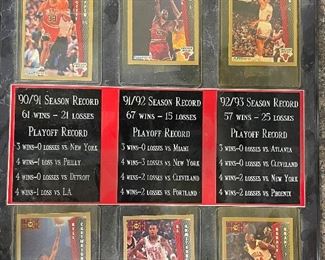 90/91 Season Record
61 wins - 21 losses
Playoff Record
3 wins-0 losses vs New York
4 wins-1 loss vs Philly
4 wins-0 losses vs Detroit
4 wins-1 loss vs L.A.
91/92 Season Record
67 wins - 15 losses
Playoff Record
3 wins-0 losses vs Miami
4 wins-3 losses vs New York
4 wins-2 losses vs Cleveland
4 wins-2 losses vs Portland
92/93 Season Record
57 wins - 25 losses
Playoff Record
3 wins-0 losses vs Atlanta
4 wins-0 losses vs Cleveland
4 wins-2 losses vs New York
4 wins-2 losses vs Phoenix